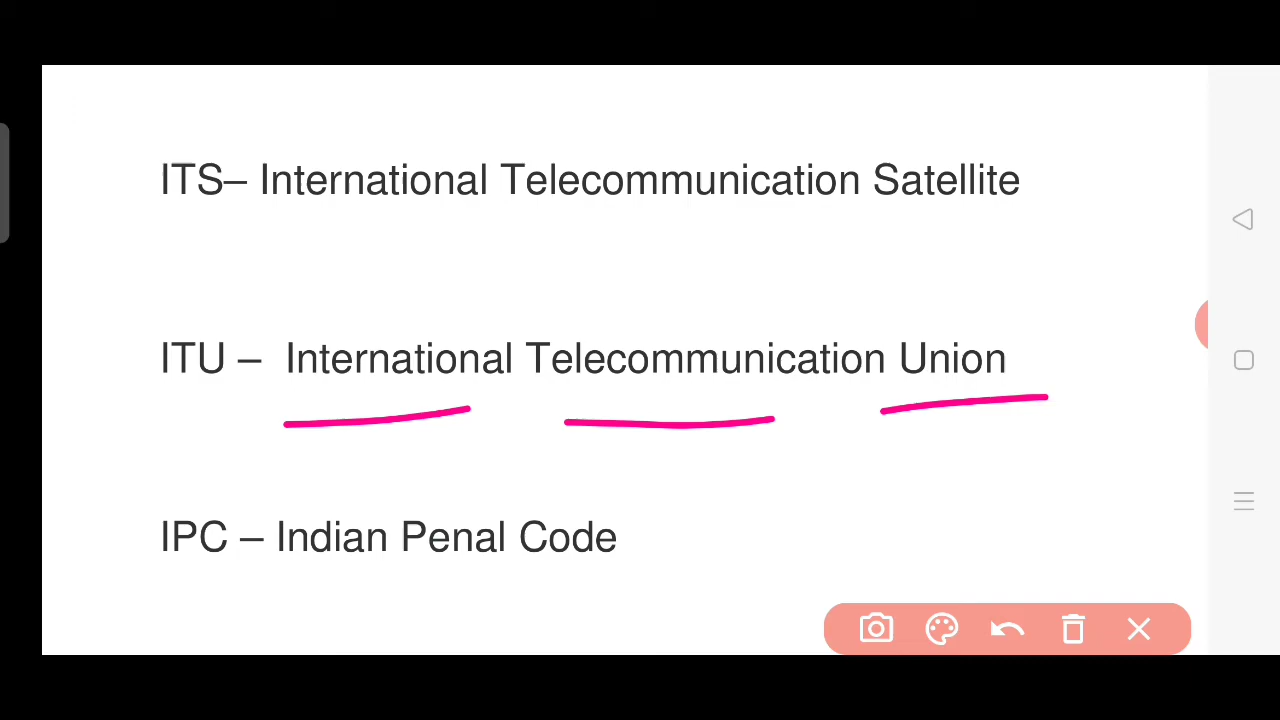 ITS– International Telecommunication Satellite
ITU –  International Telecommunication Union
IPC – Indian Penal Code